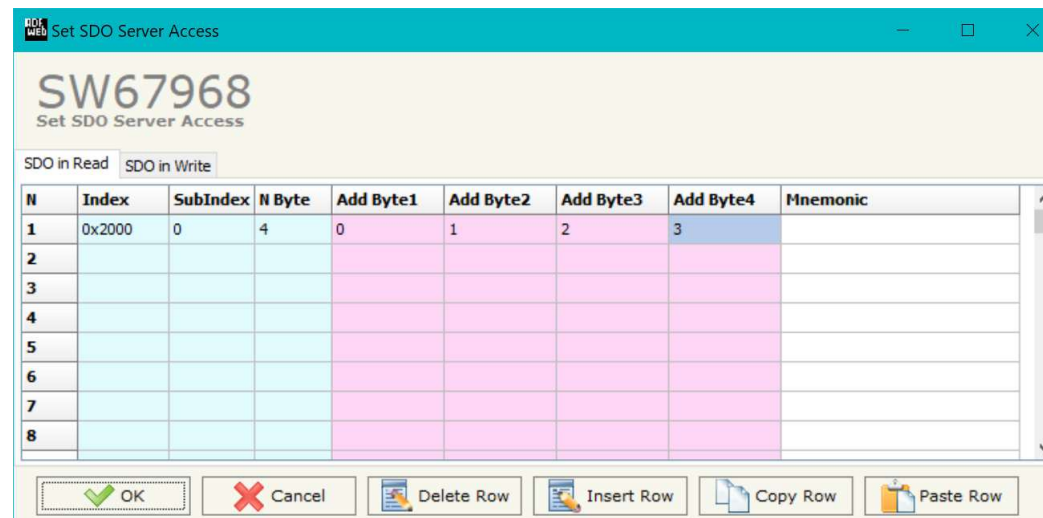 ADF WEB Set SDO Server Access
SW67968
Set SDO Server Access
SDO in Read SDO in Write
N Index SubIndex N Byte Add Byte1 Add Byte2 Add Byte3 Add Byte4 Mnemonic
1 0x2000 0 4 0 1 2 3
2
3
4
5
6
7
8
OK Cancel Delete Row Insert Row Copy Row Paste Row